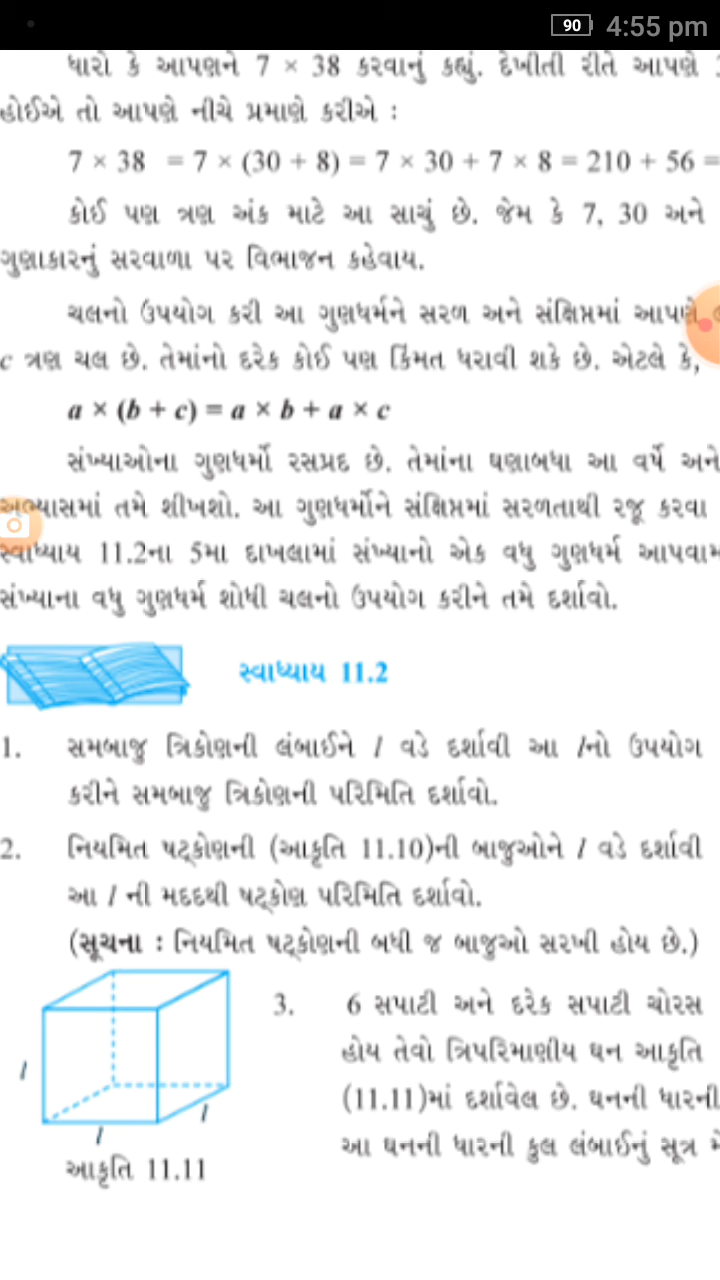 90 4:55 pm
ધારો કે આપણને 7 × 38 કરવાનું કહ્યું. દેખીતી રીતે આપણે
હોઈએ તો આપણે નીચે પ્રમાણે કરીએ :
7 × 38 = 7 × (30 + 8) = 7 × 30 + 7 × 8 = 210 + 56 =
કોઈ પણ ત્રણ અંક માટે આ સાચું છે. જેમ કે 7, 30 અને
ગુણાકારનું સરવાળા પર વિભાજન કહેવાય.
ચલનો ઉપયોગ કરી આ ગુણધર્મને સરળ અને સંક્ષિપ્તમાં આપણે
c ત્રણ ચલ છે. તેમાંનો દરેક કોઈ પણ કિંમત ધરાવી શકે છે. એટલે કે,
a × (b + c) = a × b + a × c
સંખ્યાઓના ગુણધર્મો રસપ્રદ છે. તેમાંના ઘણાબધા આ વર્ષે અને
અભ્યાસમાં તમે શીખશો. આ ગુણધર્મોને સંક્ષિપ્તમાં સરળતાથી રજૂ કરવા
સ્વાધ્યાય 11.2ના 5મા દાખલામાં સંખ્યાનો એક વધુ ગુણધર્મ
સંખ્યાના વધુ ગુણધર્મ શોધી ચલનો ઉપયોગ કરીને તમે દર્શાવો.
સ્વાધ્યાય 11.2
1. સમબાજુ ત્રિકોણની લંબાઈને l વડે દર્શાવી આ lનો ઉપયોગ
કરીને સમબાજુ ત્રિકોણની પરિમિતિ દર્શાવો.
2. નિયમિત ષટ્કોણની (આકૃતિ 11.10)ની બાજુઓને l વડે દર્શાવી
આ l ની મદદથી ષટ્કોણ પરિમિતિ દર્શાવો.
(સૂચના : નિયમિત ષટ્કોણની બધી જ બાજુઓ સરખી હોય છે.)
3. 6 સપાટી અને દરેક સપાટી ચોરસ
હોય તેવો ત્રિપરિમાણીય ઘન આકૃતિ
(11.11)માં દર્શાવેલ છે. ઘનની ધારની
આ ઘનની ધારની કુલ લંબાઈનું સૂત્ર
l
l
l
આકૃતિ 11.11